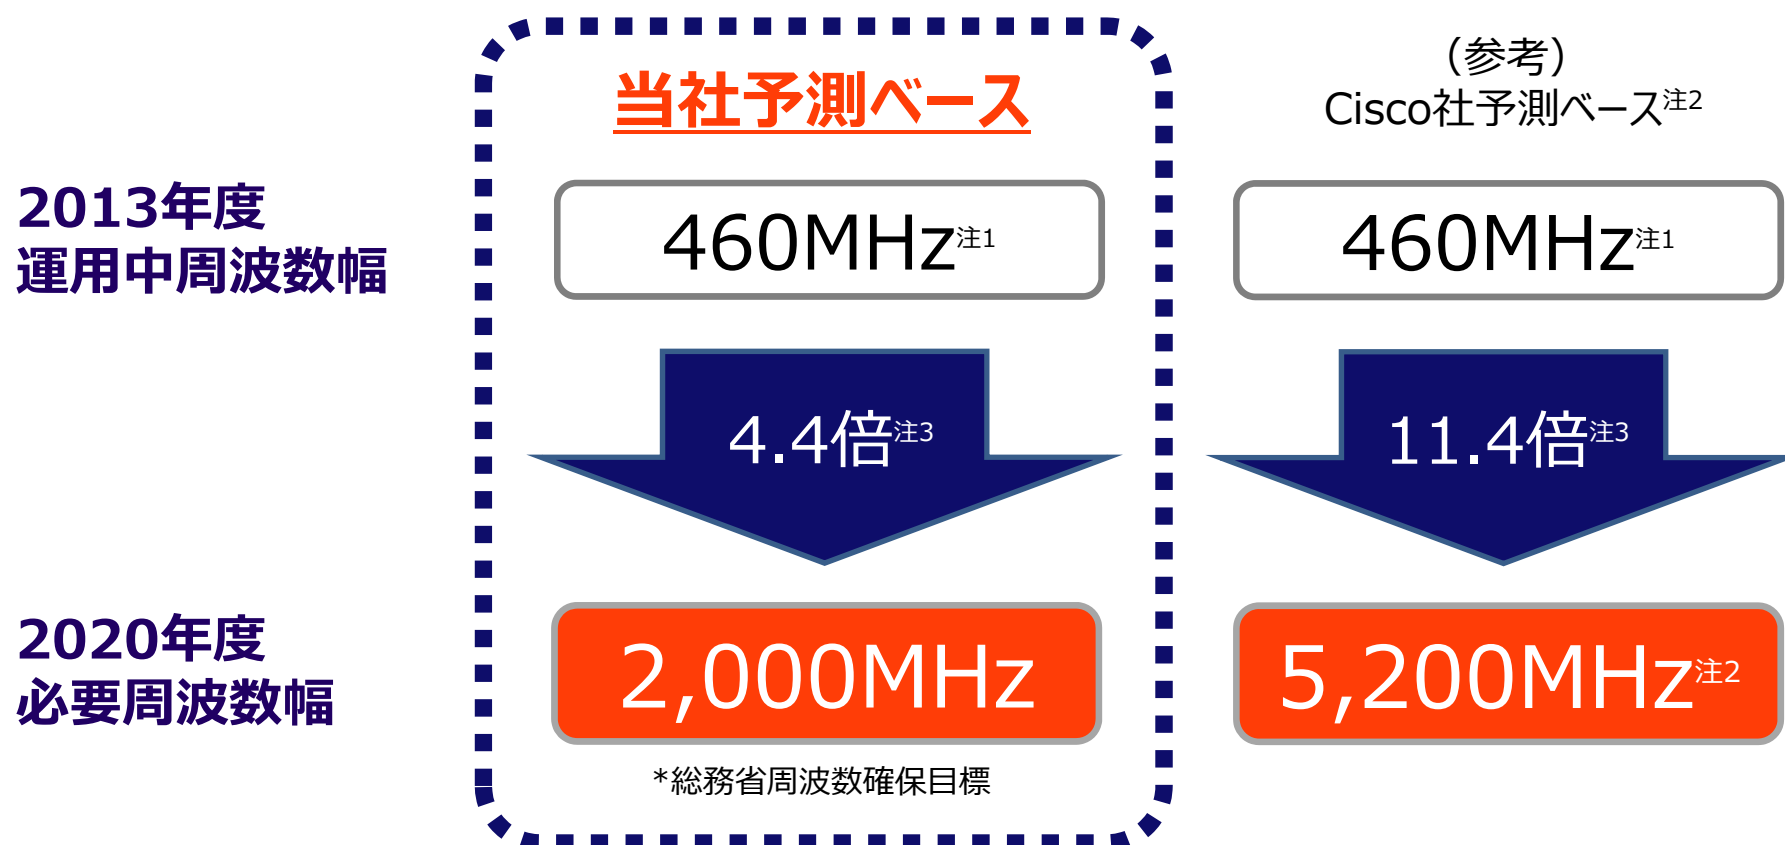 当社予測ベース
（参考）
Cisco社予測ベース注2
2013年度
運用中周波数幅
460MHz注1
460MHz注1
4.4倍注3
11.4倍注3
2020年度
必要周波数幅
2,000MHz
5,200MHz注2
*総務省周波数確保目標